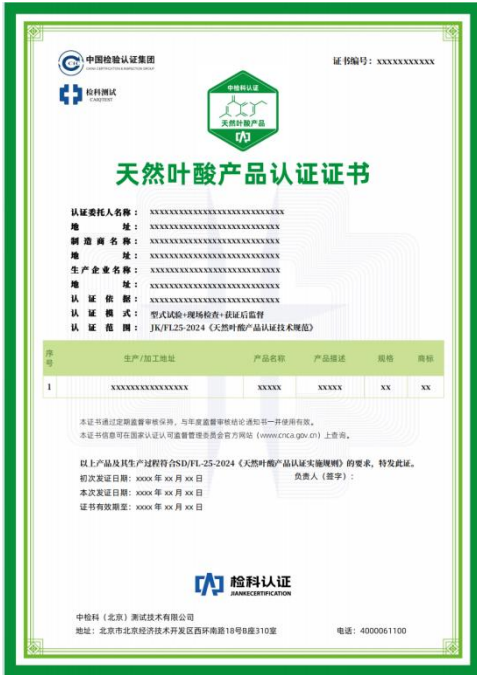 中国检验认证集团
CHINA CERTIFICATION & INSPECTION GROUP
证书编号：xxxxxxxxxxx
检科测试
CAIQTEST
中检科认证
天然叶酸产品
天然叶酸产品认证证书
认证委托人名称：xxxxxxxxxxxxxxxxxxxxxxxxxxx
地址：xxxxxxxxxxxxxxxxxxxxxxxxxx
制造商名称：xxxxxxxxxxxxxxxxxxxxxxxxxx
地址：xxxxxxxxxxxxxxxxxxxxxxxxxx
生产企业名称：xxxxxxxxxxxxxxxxxxxxxxxxxx
地址：xxxxxxxxxxxxxxxxxxxxxxxxxx
认证依据：xxxxxxxxxxxxxxxxxxxxxxxxxx
认证模式：型式试验+现场检查+获证后监督
认证范围：JK/FL25-2024《天然叶酸产品认证技术规范》
序号 生产/加工地址 产品名称 产品描述 规格 商标
1 xxxxxxxxxxxxxxxx xxxxx xxxxx xx xx
本证书通过定期监督审核保持，与年度监督审核结论通知书一并使用有效。
本证书信息可在国家认证认可监督管理委员会官方网站（www.cnca.gov.cn）上查询。
以上产品及其生产过程符合SD/FL-25-2024《天然叶酸产品认证实施规则》的要求，特发此证。
初次发证日期：xxxx 年 xx 月 xx 日 负责人（签字）：
本次发证日期：xxxx 年 xx 月 xx 日
证书有效期至：xxxx 年 xx 月 xx 日
检科认证
JIANKECERTIFICATION
中检科（北京）测试技术有限公司
地址：北京市北京经济技术开发区西环南路18号B座310室 电话：4000061100